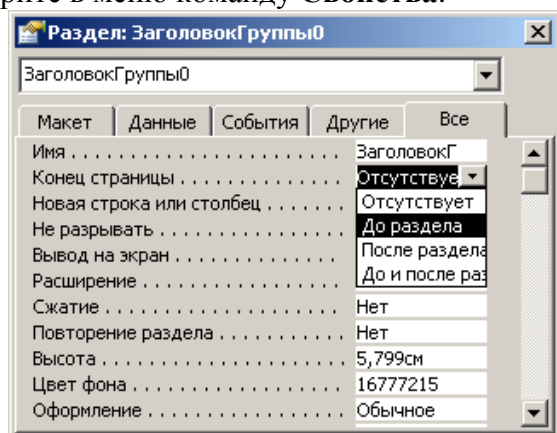 рите в меню команду Свойства.
Раздел: ЗаголовокГруппы0
ЗаголовокГруппы0
Макет Данные События Другие Все
Имя . . . . . . . . . . . . . . . . . . . . . . . ЗаголовокГ
Конец страницы . . . . . . . . . . . . . Отсутствуе
Новая строка или столбец . . . . . . . Отсутствует
Не разрывать . . . . . . . . . . . . . . . До раздела
Вывод на экран . . . . . . . . . . . . . . После раздела
Расширение . . . . . . . . . . . . . . . . До и после раз
Сжатие . . . . . . . . . . . . . . . . . . . . Нет
Повторение раздела . . . . . . . . . . Нет
Высота . . . . . . . . . . . . . . . . . . . . 5,799см
Цвет фона . . . . . . . . . . . . . . . . . 16777215
Оформление . . . . . . . . . . . . . . . . Обычное